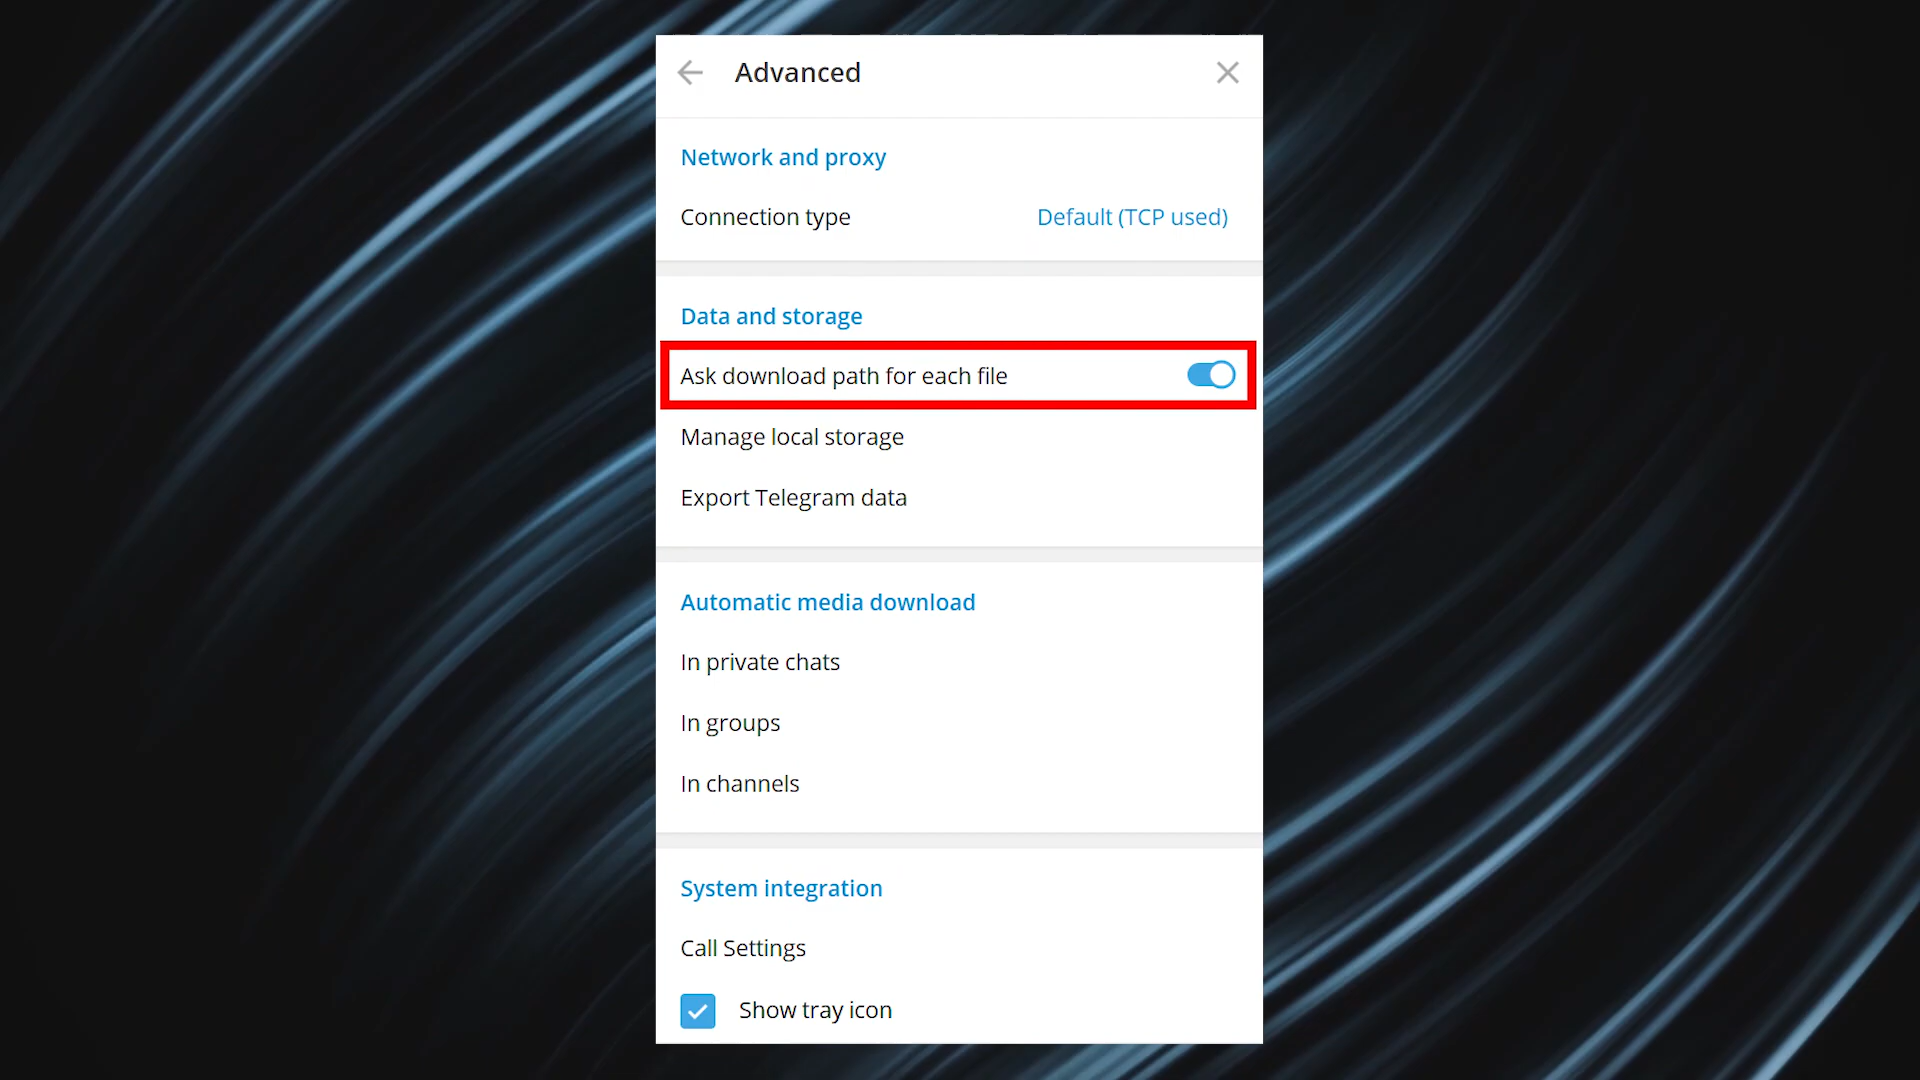 Advanced
Network and proxy
Connection type Default (TCP used)
Data and storage
Ask download path for each file
Manage local storage
Export Telegram data
Automatic media download
In private chats
In groups
In channels
System integration
Call Settings
Show tray icon